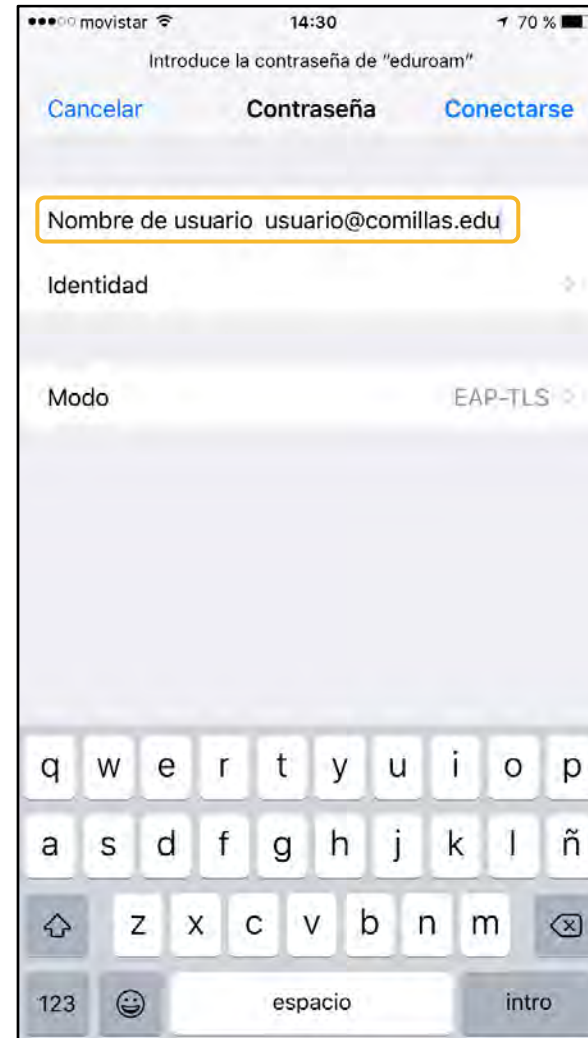 movistar 14:30 70 %
Introduce la contraseña de “eduroam”
Cancelar Contraseña Conectarse
Nombre de usuario usuario@comillas.edu
Identidad
Modo EAP-TLS
q w e r t y u i o p
a s d f g h j k l ñ
z x c v b n m
123 espacio intro